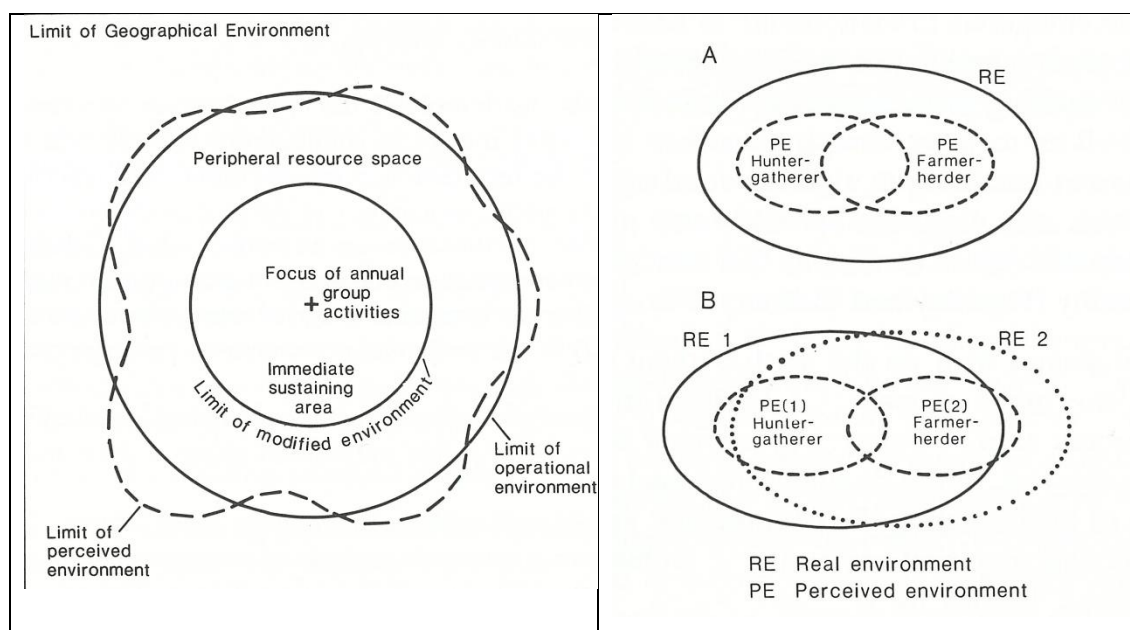 Limit of Geographical Environment
Peripheral resource space
Focus of annual
group
+
activities
Immediate
sustaining
area
Limit of modified environment
Limit of
operational
environment
Limit of
perceived
environment
A
RE
PE
Hunter-
gatherer
PE
Farmer-
herder
B
RE 1
RE 2
PE(1)
Hunter-
gatherer
PE(2)
Farmer-
herder
RE Real environment
PE Perceived environment